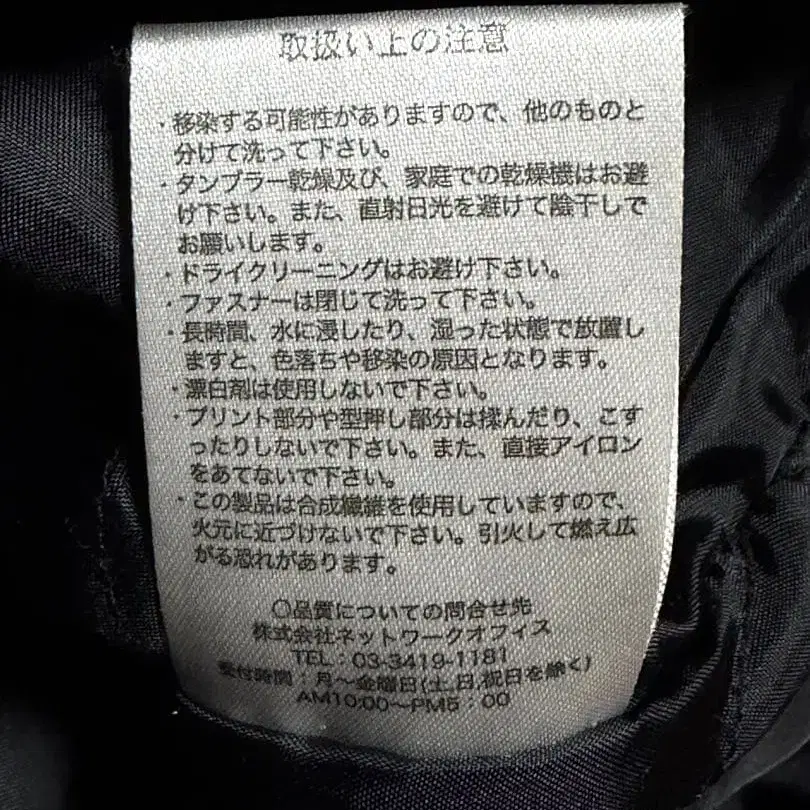 取扱い上の注意
・移染する可能性がありますので、他のものと
分けて洗って下さい。
・タンブラー乾燥及び、家庭での乾燥機はお避
け下さい。また、直射日光を避けて陰干しで
お願いします。
・ドライクリーニングはお避け下さい。
・ファスナーは閉じて洗って下さい。
・長時間、水に浸したり、湿った状態で放置し
ますと、色落ちや移染の原因となります。
・漂白剤は使用しないで下さい。
・プリント部分や型押し部分は揉んだり、こす
ったりしないで下さい。また、直接アイロン
をあてないで下さい。
・この製品は合成繊維を使用していますので、
火元に近づけないで下さい。引火して燃え広
がる恐れがあります。
○品質についての問合せ先
株式会社ネットワークオフィス
TEL：03-3419-1181
受付時間：月〜金曜日(土,日,祝日を除く)
AM10:00〜PM5：00